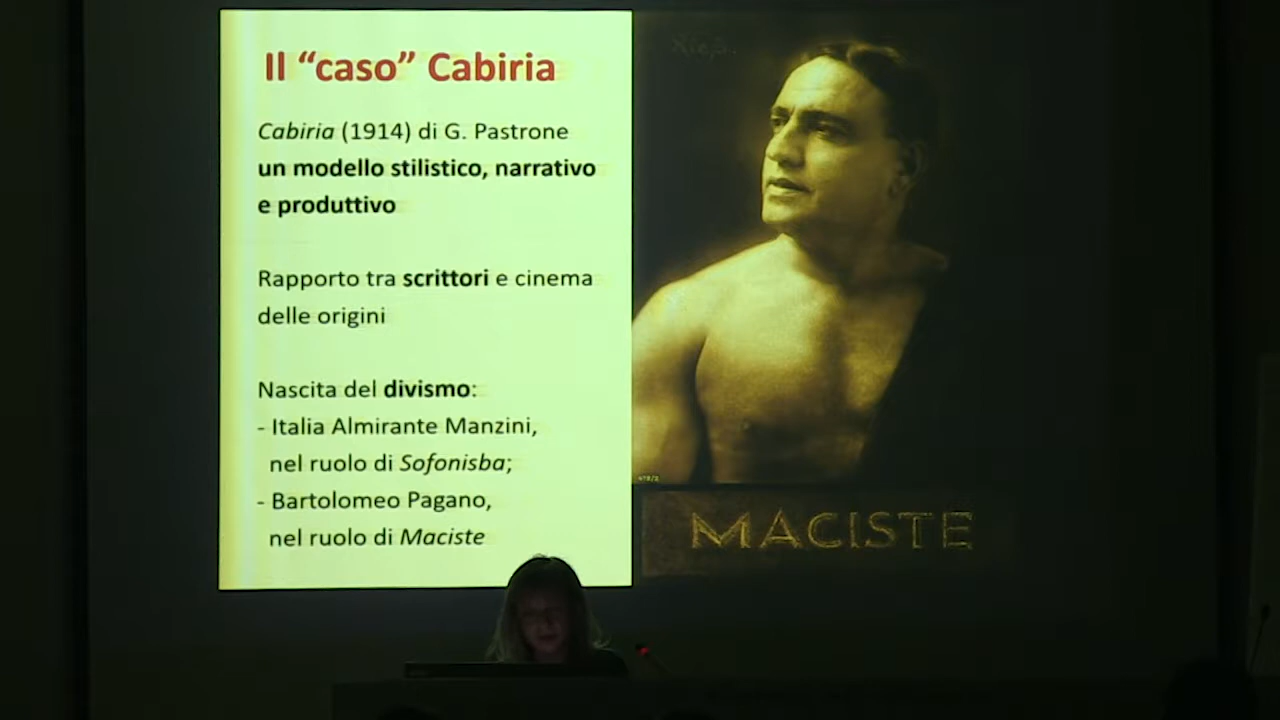 Il “caso” Cabiria
Cabiria (1914) di G. Pastrone
un modello stilistico, narrativo
e produttivo
Rapporto tra scrittori e cinema
delle origini
Nascita del divismo:
- Italia Almirante Manzini,
nel ruolo di Sofonisba;
- Bartolomeo Pagano,
nel ruolo di Maciste
MACISTE